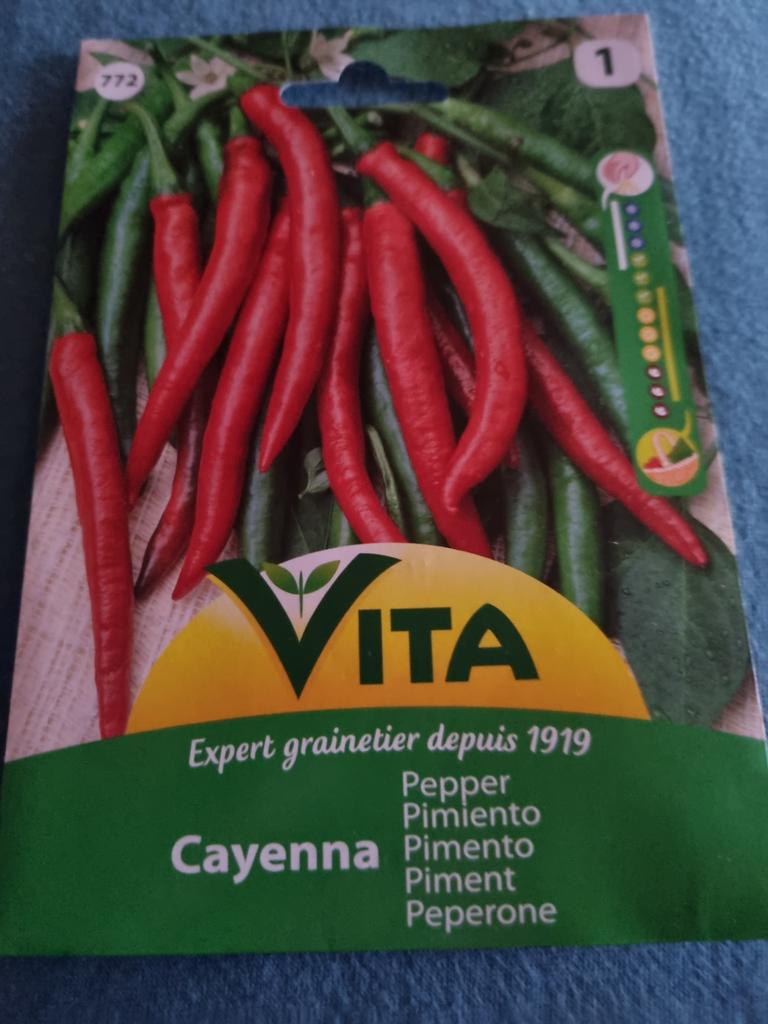 772
1
VITA
Expert grainetier depuis 1919
Cayenna
Pepper
Pimiento
Pimento
Piment
Peperone